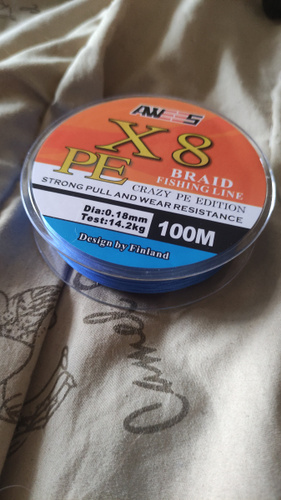 X8
PE
BRAID
FISHING LINE
CRAZY PE EDITION
STRONG PULL AND WEAR RESISTANCE
Dia:0.18mm
Test:14.2kg
100M
Design by Finland